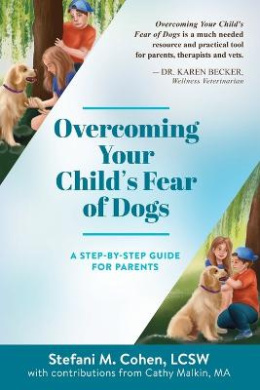 Overcoming Your Child's
Fear of Dogs is a much needed
resource and practical tool
for parents, therapists and vets.
— DR. KAREN BECKER,
Wellness Veterinarian
Overcoming
Your
Child's Fear
of Dogs
A STEP-BY-STEP GUIDE
FOR PARENTS
Stefani M. Cohen, LCSW
with contributions from Cathy Malkin, MA